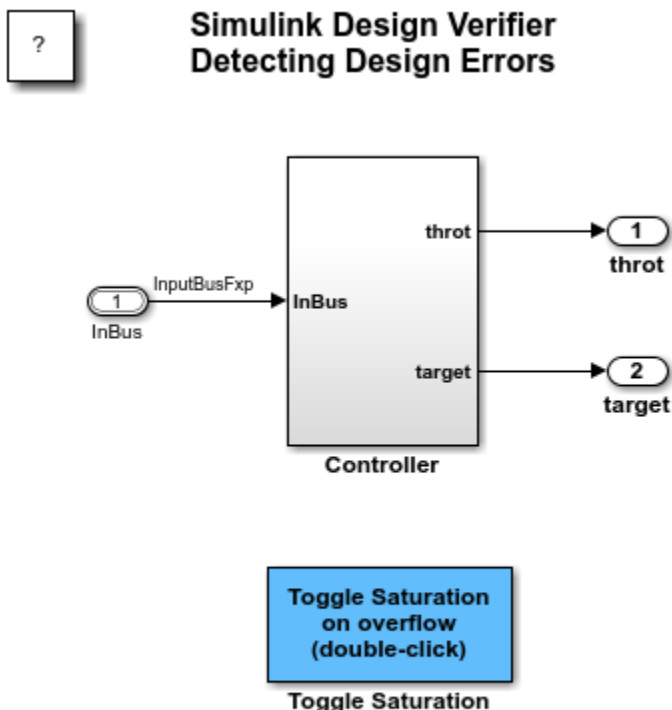 ?
Simulink Design Verifier
Detecting Design Errors
throt
1
throt
InputBusFxp
1
InBus
InBus
target
2
target
Controller
Toggle Saturation
on overflow
(double-click)
Toggle Saturation